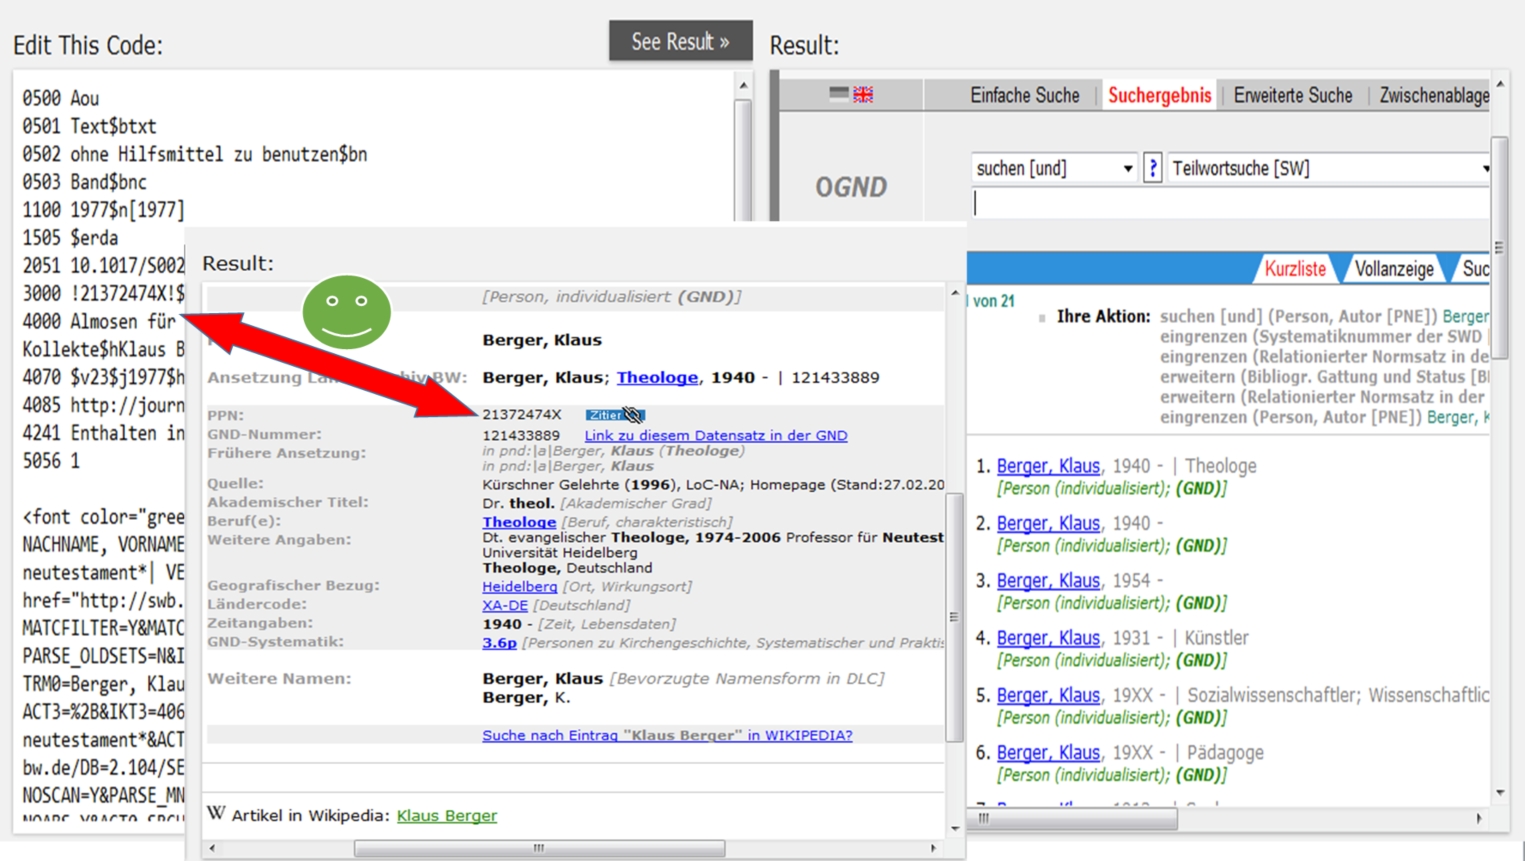 Edit This Code:
See Result »
0500 Aou
0501 Text$btxt
0502 ohne Hilfsmittel zu benutzen$bn
0503 Band$bnc
1100 1977$n[1977]
1505 $erda
2051 10.1017/S002
3000 !21372474X!$
4000 Almosen für
Kollekte$hKlaus B
4070 $v23$j1977$h
4085 http://journ
4241 Enthalten in
5056 1
<font color="gree
NACHNAME, VORNAME
neutestament*| VE
href="http://swb.
MATCFILTER=Y&MATC
PARSE_OLDSETS=N&I
TRM0=Berger, Klau
ACT3=%2B&IKT3=406
neutestament*&ACT
bw.de/DB=2.104/SE
NOSCAN=Y&PARSE_MN
Result:
[Person, individualisiert (GND)]
Berger, Klaus
Ansetzung BW: Berger, Klaus; Theologe, 1940 - | 121433889
PPN: 21372474X Zitier
GND-Nummer: 121433889 Link zu diesem Datensatz in der GND
Frühere Ansetzung: in pnd:|a|Berger, Klaus (Theologe)
in pnd:|a|Berger, Klaus
Quelle: Kürschner Gelehrte (1996), LoC-NA; Homepage (Stand:27.02.20
Akademischer Titel: Dr. theol. [Akademischer Grad]
Beruf(e): Theologe [Beruf, charakteristisch]
Weitere Angaben: Dt. evangelischer Theologe, 1974-2006 Professor für Neutest
Universität Heidelberg
Theologe, Deutschland
Geografischer Bezug: Heidelberg [Ort, Wirkungsort]
Ländercode: XA-DE [Deutschland]
Zeitangaben: 1940 - [Zeit, Lebensdaten]
GND-Systematik: 3.6p [Personen zu Kirchengeschichte, Systematischer und Praktis
Weitere Namen: Berger, Klaus [Bevorzugte Namensform in DLC]
Berger, K.
Suche nach Eintrag "Klaus Berger" in WIKIPEDIA?
W Artikel in Wikipedia: Klaus Berger
Result:
Einfache Suche | Suchergebnis | Erweiterte Suche | Zwischenablage
OGND
suchen [und] ? Teilwortsuche [SW]
Kurzliste Vollanzeige Suc
von 21
Ihre Aktion: suchen [und] (Person, Autor [PNE]) Berger
eingrenzen (Systematiknummer der SWD
eingrenzen (Relationierter Normsatz in de
erweitern (Bibliogr. Gattung und Status [B
erweitern (Relationierter Normsatz in der
eingrenzen (Person, Autor [PNE]) Berger, K
1. Berger, Klaus, 1940 - | Theologe
[Person (individualisiert); (GND)]
2. Berger, Klaus, 1940 -
[Person (individualisiert); (GND)]
3. Berger, Klaus, 1954 -
[Person (individualisiert); (GND)]
4. Berger, Klaus, 1931 - | Künstler
[Person (individualisiert); (GND)]
5. Berger, Klaus, 19XX - | Sozialwissenschaftler; Wissenschaftlic
[Person (individualisiert); (GND)]
6. Berger, Klaus, 19XX - | Pädagoge
[Person (individualisiert); (GND)]